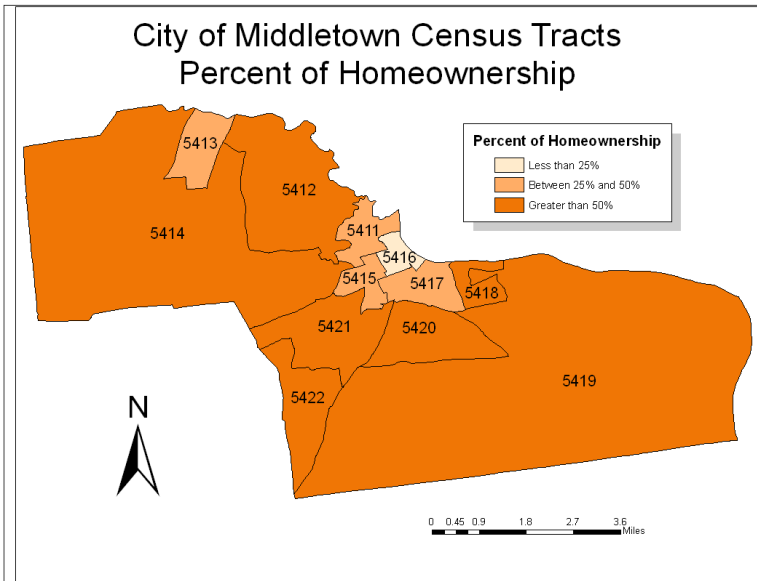 City of Middletown Census Tracts
Percent of Homeownership
Percent of Homeownership
Less than 25%
Between 25% and 50%
Greater than 50%
5413
5412
5414
5411
5416
5415
5417
5418
5421
5420
5419
5422
N
0 0.45 0.9 1.8 2.7 3.6
Miles